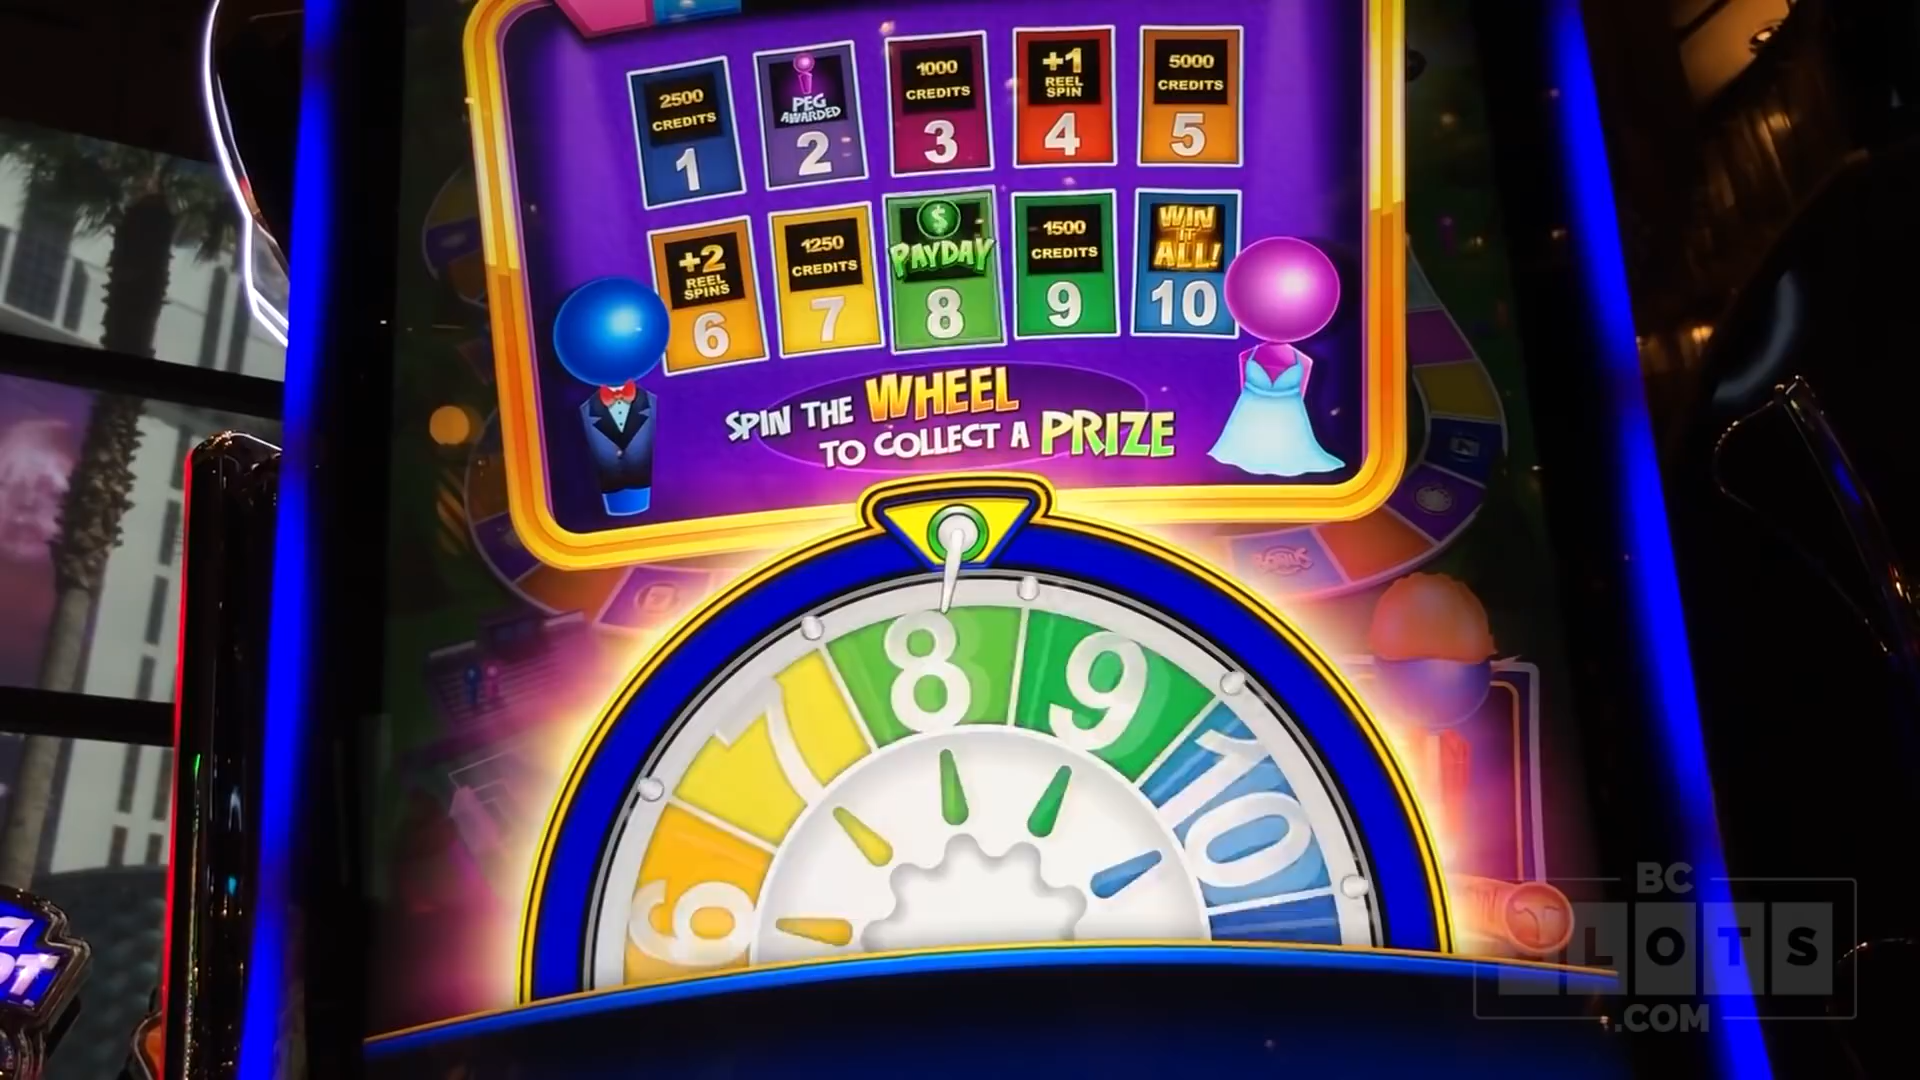 2500
CREDITS
1
PEG
AWARDED
2
1000
CREDITS
3
+1
REEL
SPIN
4
5000
CREDITS
5
+2
REEL
SPINS
6
1250
CREDITS
7
$
PAYDAY
8
1500
CREDITS
9
WIN
IT
ALL!
10
SPIN THE WHEEL
TO COLLECT A PRIZE
6
7
8
9
10
BONUS
BC
SLOTS
.COM